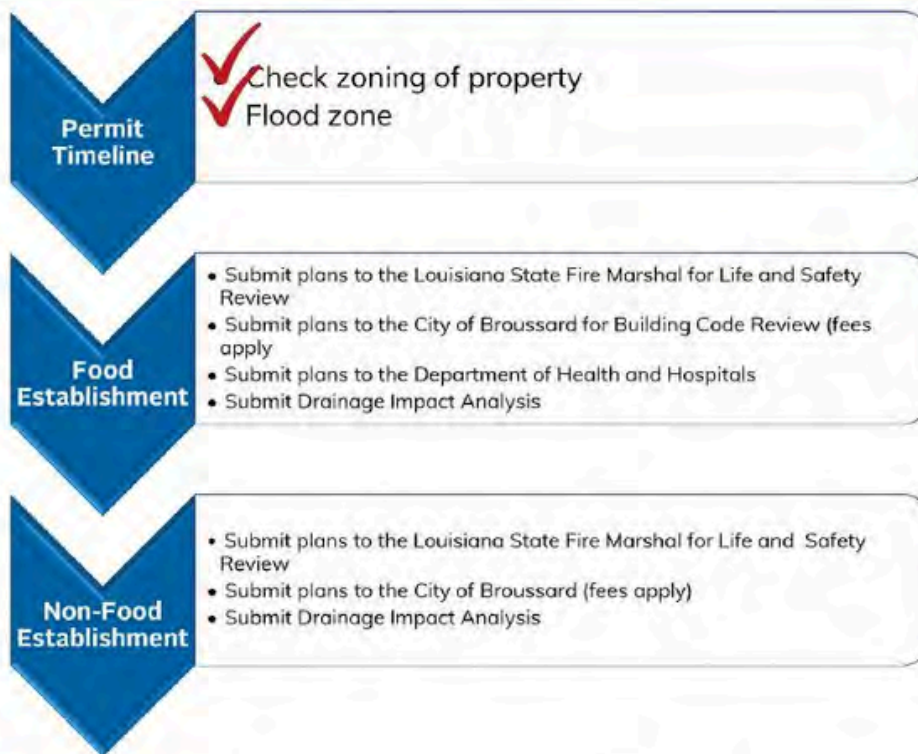 Permit
Timeline
Check zoning of property
Flood zone
Food
Establishment
• Submit plans to the Louisiana State Fire Marshal for Life and Safety
Review
• Submit plans to the City of Broussard for Building Code Review (fees
apply
• Submit plans to the Department of Health and Hospitals
• Submit Drainage Impact Analysis
Non-Food
Establishment
• Submit plans to the Louisiana State Fire Marshal for Life and Safety
Review
• Submit plans to the City of Broussard (fees apply)
• Submit Drainage Impact Analysis